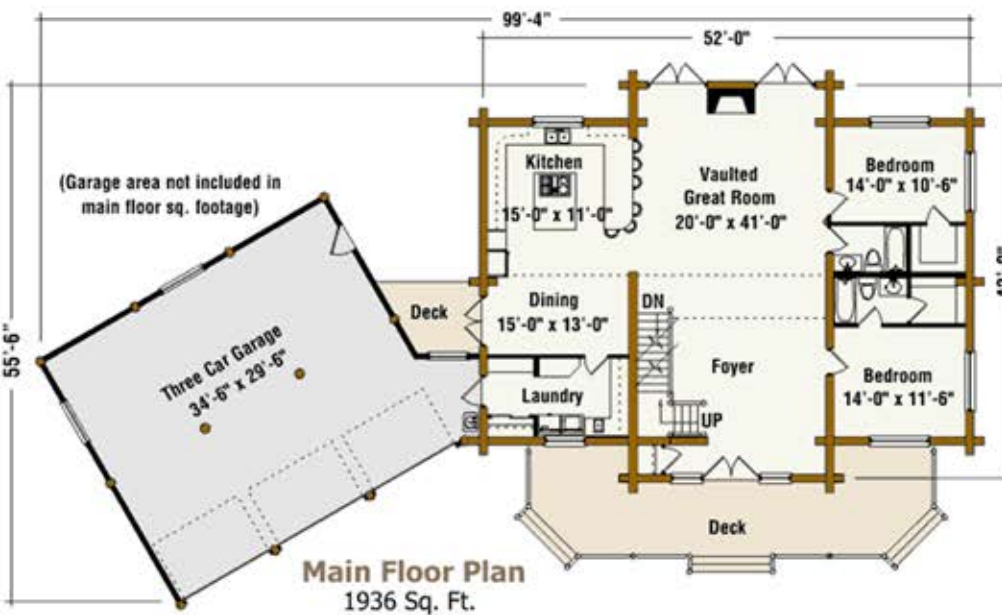 99'-4"
52'-0"
(Garage area not included in
main floor sq. footage)
Kitchen
15'-0" x 11'-0"
Vaulted
Great Room
20'-0" x 41'-0"
Bedroom
14'-0" x 10'-6"
55'-6"
Deck
Dining
15'-0" x 13'-0"
DN
Three Car Garage
34'-6" x 29'-6"
Laundry
Foyer
UP
Bedroom
14'-0" x 11'-6"
Deck
Main Floor Plan
1936 Sq. Ft.